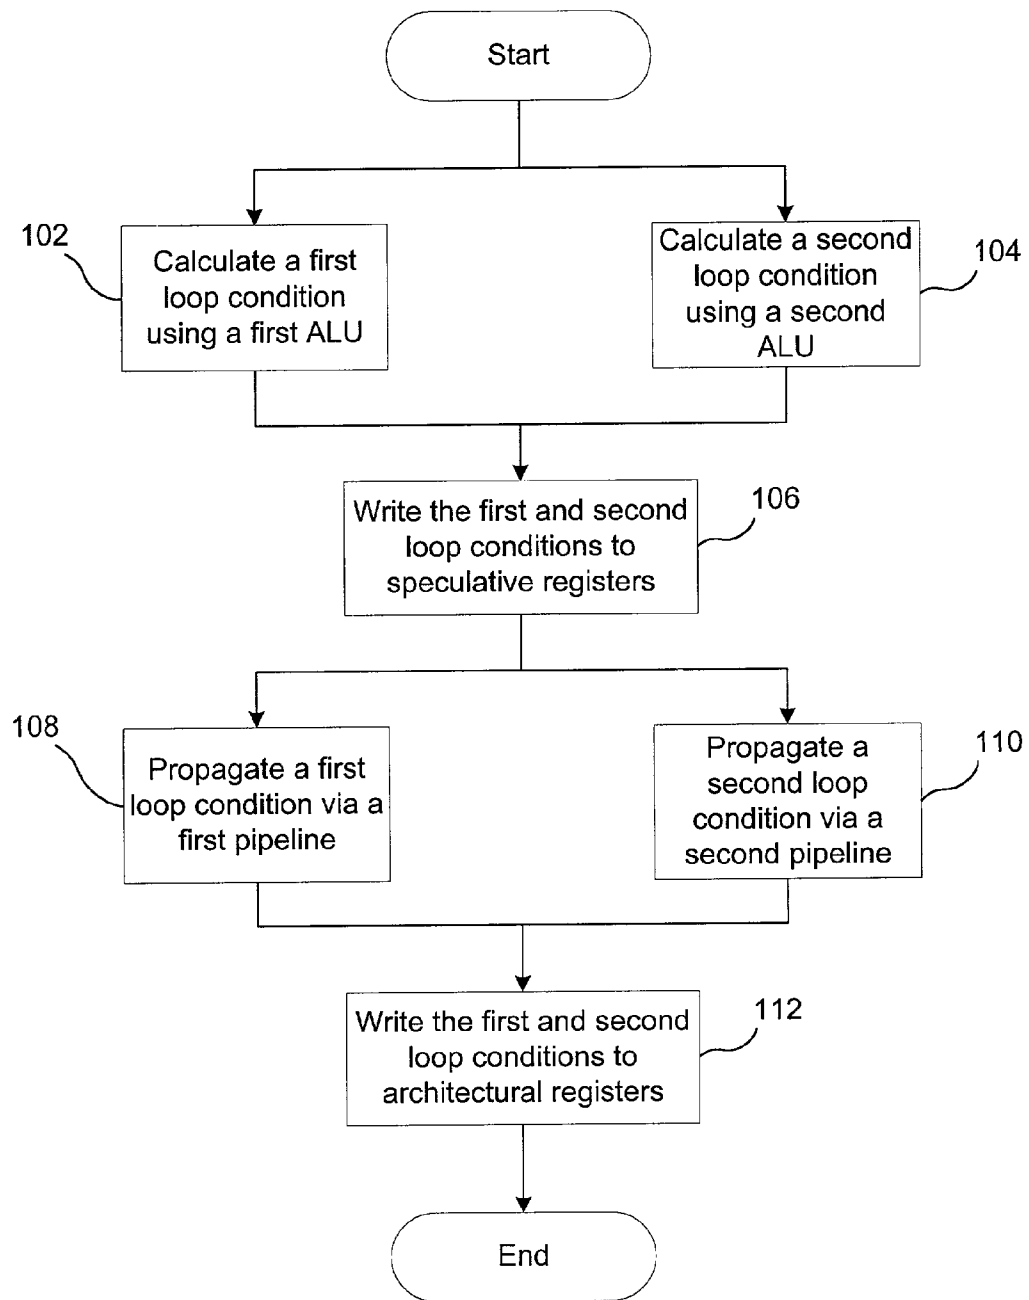 Start
102
Calculate a first
loop condition
using a first ALU
Calculate a second
loop condition
using a second
ALU
104
Write the first and second
loop conditions to
speculative registers
106
108
Propagate a first
loop condition via a
first pipeline
Propagate a
second loop
condition via a
second pipeline
110
Write the first and second
loop conditions to
architectural registers
112
End